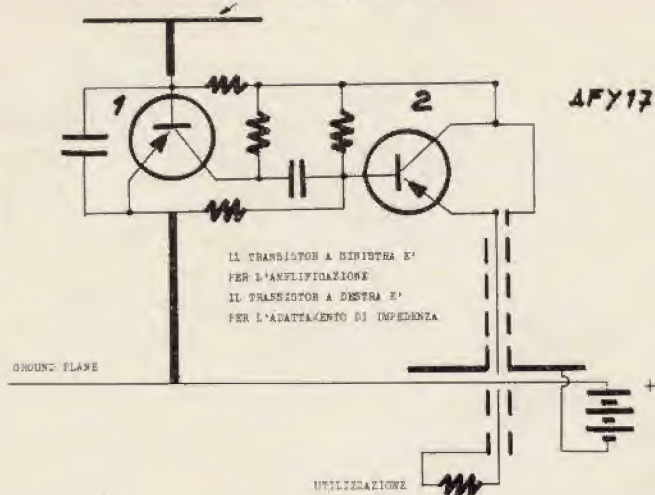 1
2
AFY17
IL TRANSISTOR A SINISTRA E'
PER L'AMPLIFICAZIONE
IL TRANSISTOR A DESTRA E'
PER L'ADATTAMENTO DI IMPEDENZA
GROUND PLANE
+
UTILIZZAZIONE